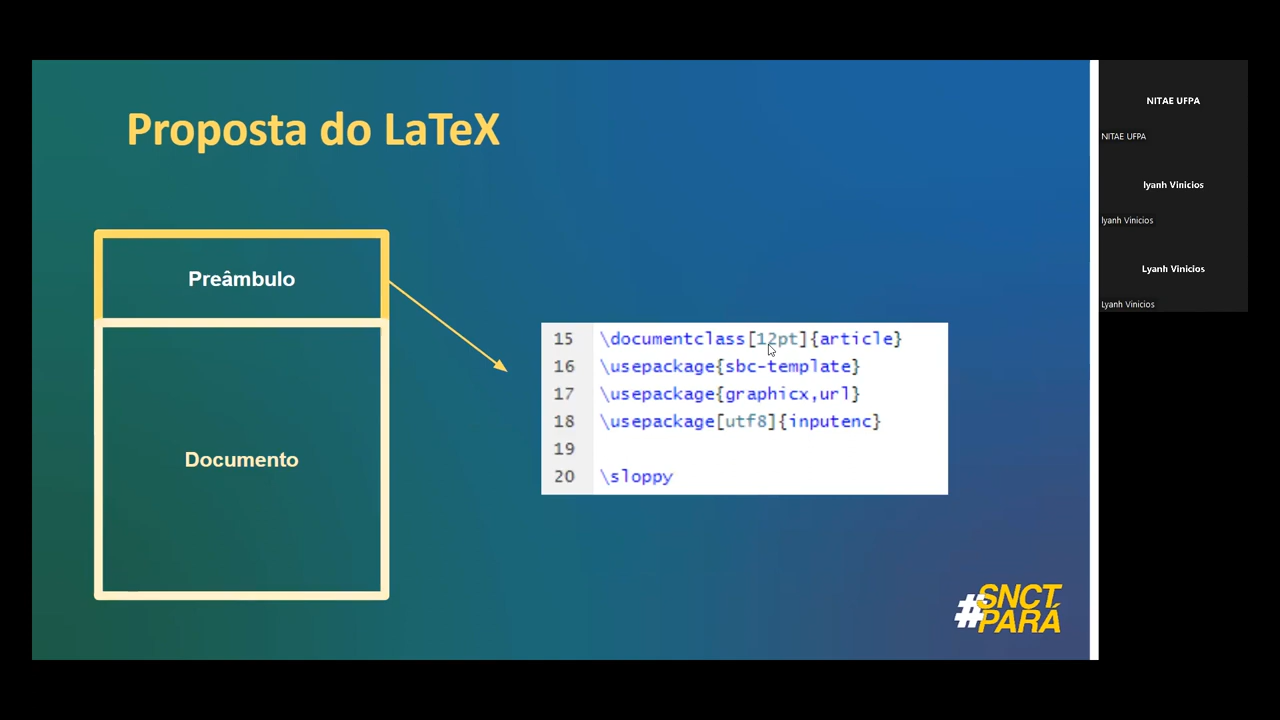 Proposta do LaTeX
Preâmbulo
Documento
15 \documentclass[12pt]{article}
16 \usepackage{sbc-template}
17 \usepackage{graphicx,url}
18 \usepackage[utf8]{inputenc}
19
20 \sloppy
#SNCT
PARÁ
NITAE UFPA
NITAE UFPA
lyanh Vinicios
lyanh Vinicios
Lyanh Vinicios
Lyanh Vinicios